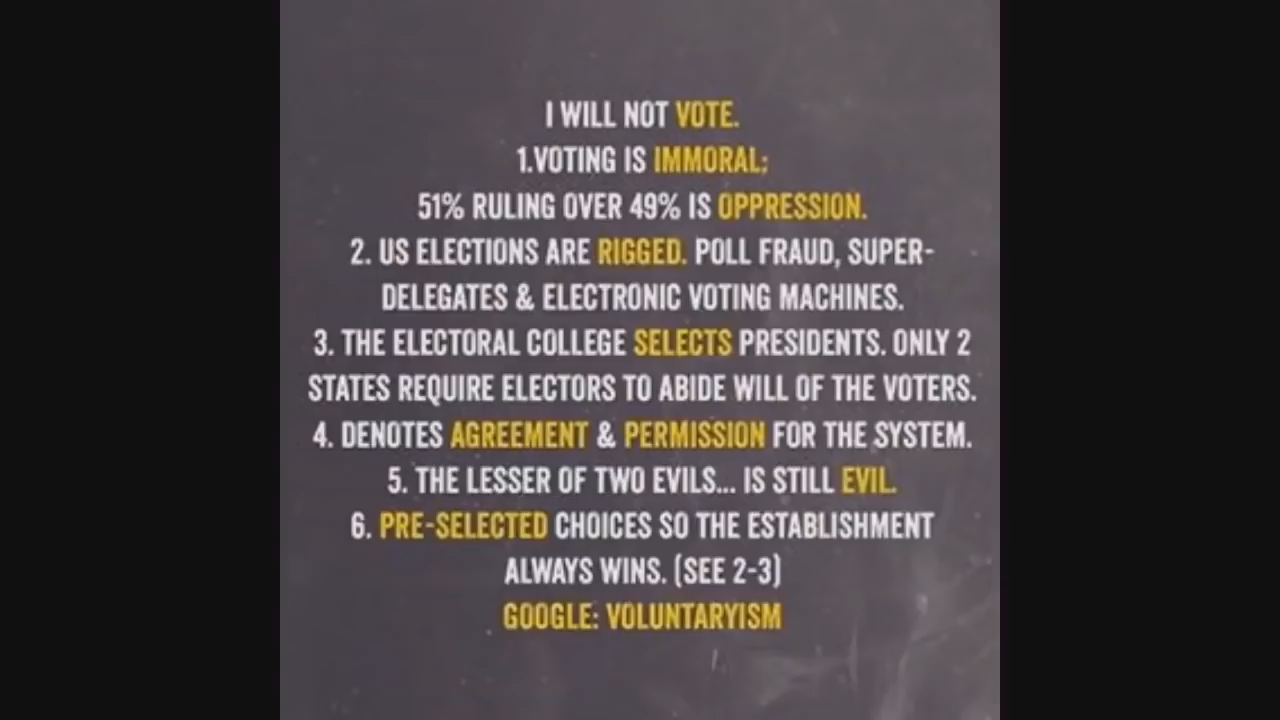 I WILL NOT VOTE.
1.VOTING IS IMMORAL;
51% RULING OVER 49% IS OPPRESSION.
2. US ELECTIONS ARE RIGGED. POLL FRAUD, SUPER-
DELEGATES & ELECTRONIC VOTING MACHINES.
3. THE ELECTORAL COLLEGE SELECTS PRESIDENTS. ONLY 2
STATES REQUIRE ELECTORS TO ABIDE WILL OF THE VOTERS.
4. DENOTES AGREEMENT & PERMISSION FOR THE SYSTEM.
5. THE LESSER OF TWO EVILS... IS STILL EVIL.
6. PRE-SELECTED CHOICES SO THE ESTABLISHMENT
ALWAYS WINS. (SEE 2-3)
GOOGLE: VOLUNTARYISM